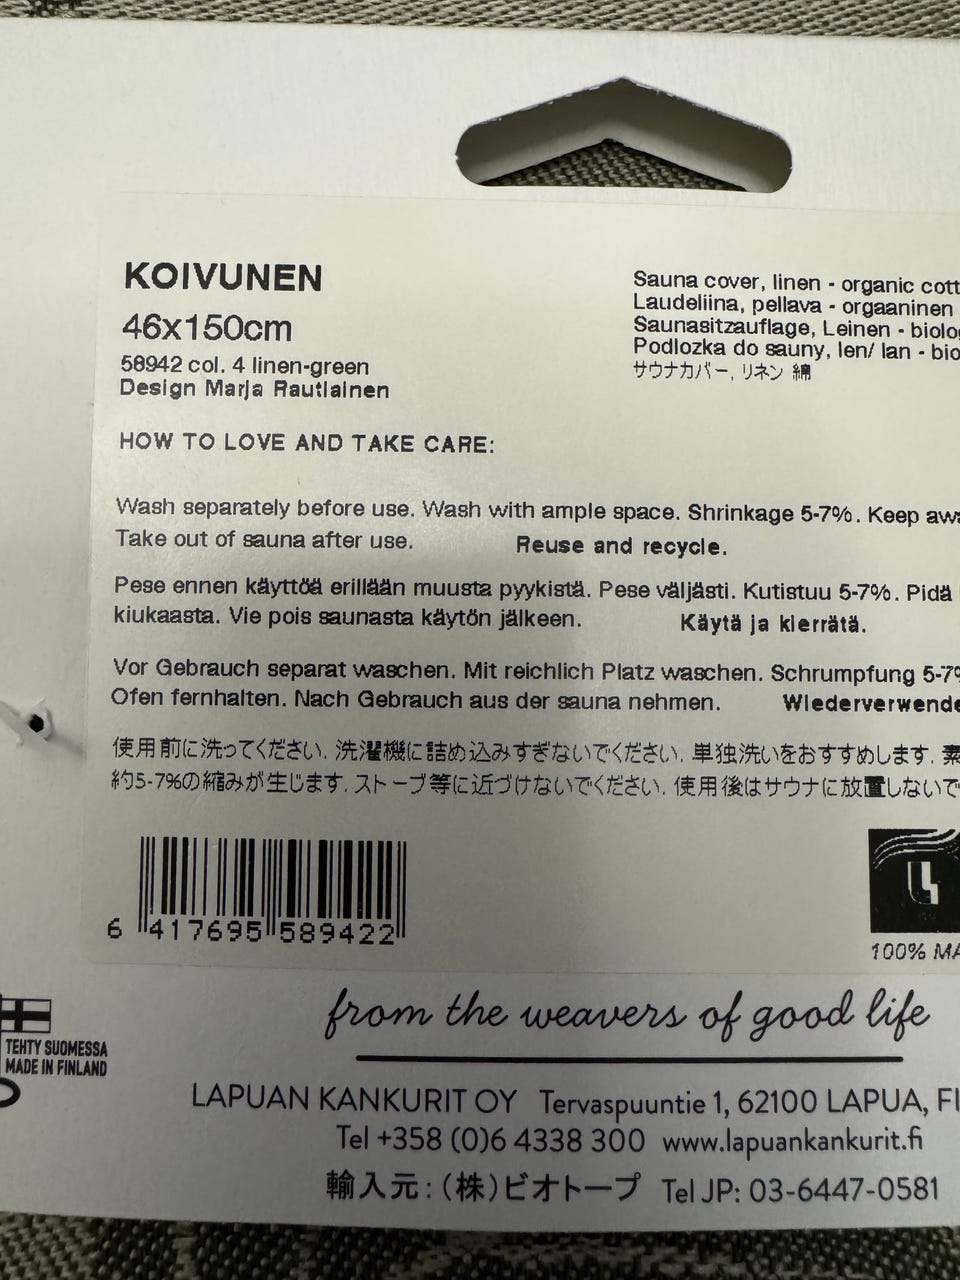 KOIVUNEN
46x150cm
58942 col. 4 linen-green
Design Marja Rautiainen
Sauna cover, linen - organic cott
Laudeliina, pellava - orgaaninen
Saunasitzauflage, Leinen - biolog
Podlozka do sauny, len/ lan - bio
サウナカバー, リネン 綿
HOW TO LOVE AND TAKE CARE:
Wash separately before use. Wash with ample space. Shrinkage 5-7%. Keep awa
Take out of sauna after use. Reuse and recycle.
Pese ennen käyttöä erillään muusta pyykistä. Pese väljästi. Kutistuu 5-7%. Pidä
kiukaasta. Vie pois saunasta käytön jälkeen. Käytä ja kierrätä.
Vor Gebrauch separat waschen. Mit reichlich Platz waschen. Schrumpfung 5-7%
Ofen fernhalten. Nach Gebrauch aus der sauna nehmen. Wiederverwende
使用前に洗ってください. 洗濯機に詰め込みすぎないでください. 単独洗いをおすすめします. 素
約5-7%の縮みが生じます. ストーブ等に近づけないでください. 使用後はサウナに放置しないで
6 417695 589422
100% MA
from the weavers of good life
TEHTY SUOMESSA
MADE IN FINLAND
LAPUAN KANKURIT OY Tervaspuuntie 1, 62100 LAPUA, FI
Tel +358 (0)6 4338 300 www.lapuankankurit.fi
輸入元：(株)ビオトープ Tel JP: 03-6447-0581